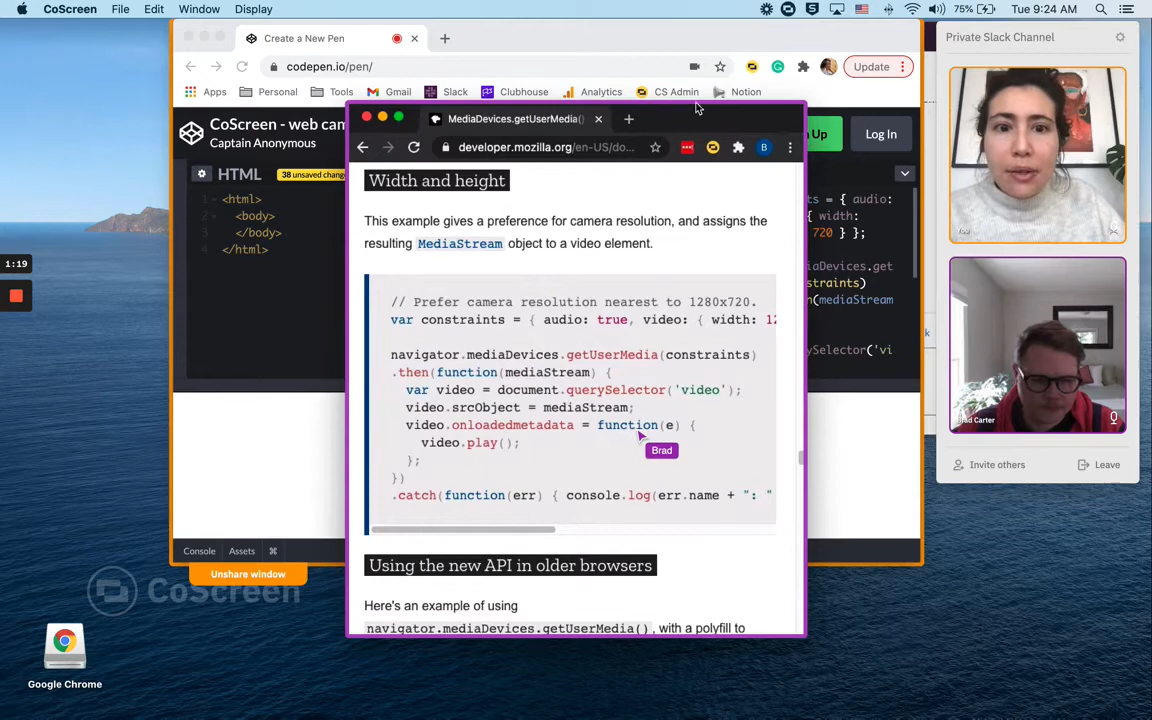 CoScreen File Edit Window Display
75% Tue 9:24 AM
Create a New Pen
codepen.io/pen/
Update
Apps Personal Tools Gmail Slack Clubhouse Analytics CS Admin Notion
CoScreen - web cam
Captain Anonymous
Up
Log In
HTML
38 unsaved chang
1 <html>
2 <body>
3 </body>
4 </html>
ts = { audio:
{ width:
720 } };
iaDevices.get
straints)
n(mediaStream
ySelector('vi
Console Assets ⌘
Unshare window
CoScreen
1:19
Google Chrome
MediaDevices.getUserMedia()
developer.mozilla.org/en-US/do...
B
Width and height
This example gives a preference for camera resolution, and assigns the
resulting MediaStream object to a video element.
// Prefer camera resolution nearest to 1280x720.
var constraints = { audio: true, video: { width: 12
navigator.mediaDevices.getUserMedia(constraints)
.then(function(mediaStream) {
var video = document.querySelector('video');
video.srcObject = mediaStream;
video.onloadedmetadata = function(e) {
video.play();
};
})
.catch(function(err) { console.log(err.name + ": "
Brad
Using the new API in older browsers
Here's an example of using
navigator.mediaDevices.getUserMedia(), with a polyfill to
Private Slack Channel
You
Brad Carter
Invite others
Leave